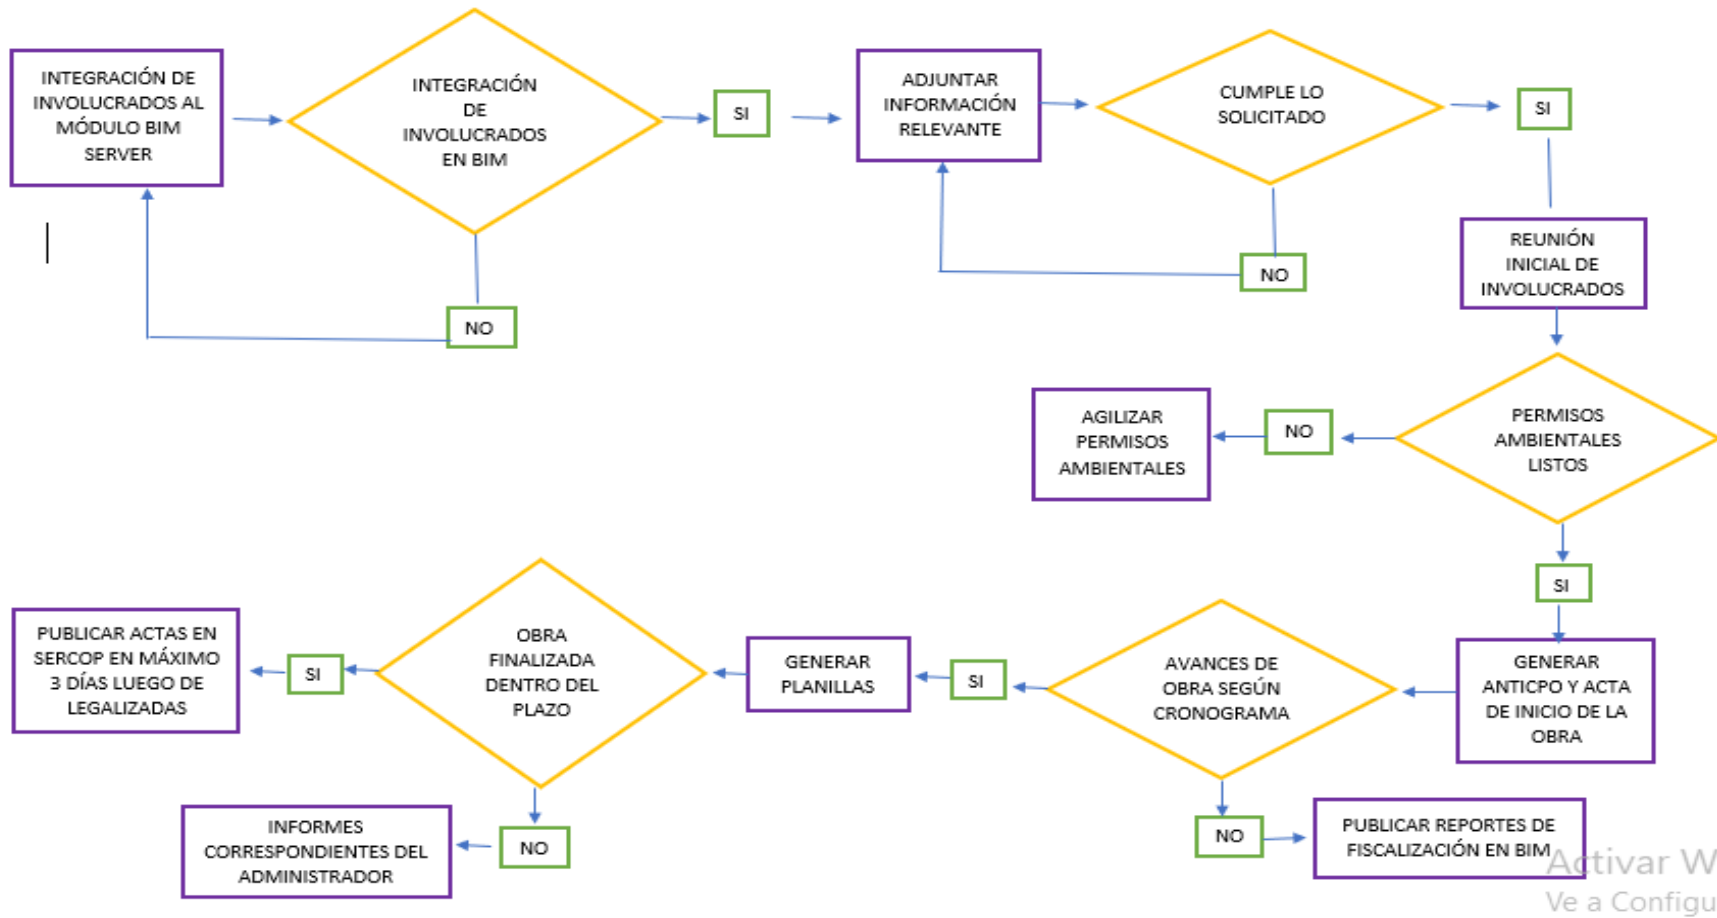 INTEGRACIÓN DE
INVOLUCRADOS AL
MÓDULO BIM
SERVER
INTEGRACIÓN
DE
INVOLUCRADOS
EN BIM
SI
NO
ADJUNTAR
INFORMACIÓN
RELEVANTE
CUMPLE LO
SOLICITADO
SI
NO
REUNIÓN
INICIAL DE
INVOLUCRADOS
PERMISOS
AMBIENTALES
LISTOS
NO
AGILIZAR
PERMISOS
AMBIENTALES
SI
GENERAR
ANTICPO Y ACTA
DE INICIO DE LA
OBRA
AVANCES DE
OBRA SEGÚN
CRONOGRAMA
NO
PUBLICAR REPORTES DE
FISCALIZACIÓN EN BIM
SI
GENERAR
PLANILLAS
OBRA
FINALIZADA
DENTRO DEL
PLAZO
SI
PUBLICAR ACTAS EN
SERCOP EN MÁXIMO
3 DÍAS LUEGO DE
LEGALIZADAS
NO
INFORMES
CORRESPONDIENTES DEL
ADMINISTRADOR
Activar W
Ve a Configu